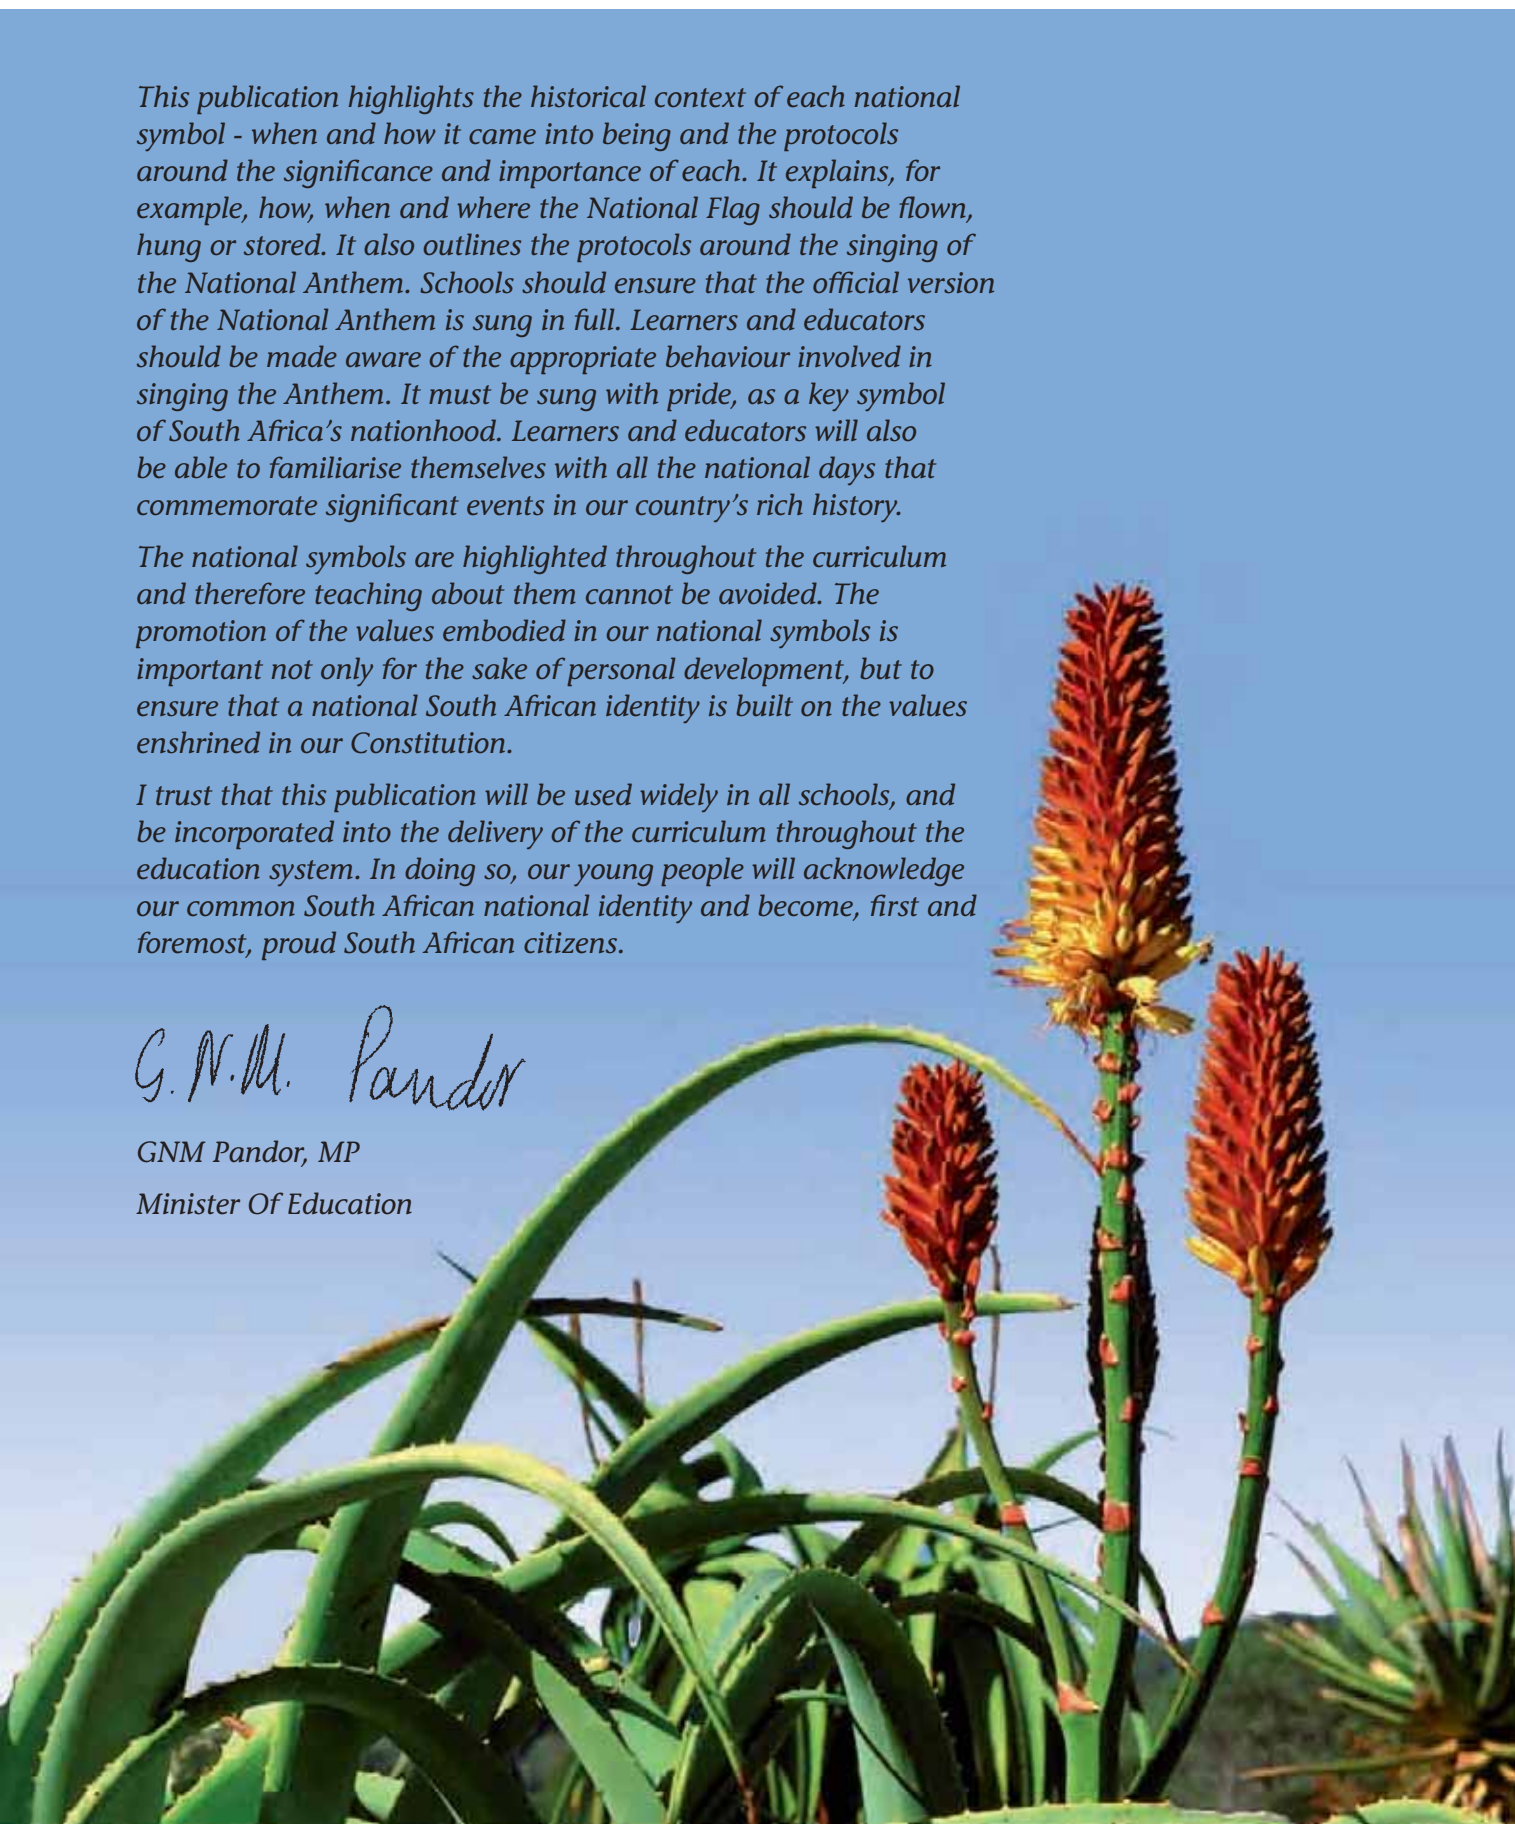 This publication highlights the historical context of each national
symbol - when and how it came into being and the protocols
around the significance and importance of each. It explains, for
example, how, when and where the National Flag should be flown,
hung or stored. It also outlines the protocols around the singing of
the National Anthem. Schools should ensure that the official version
of the National Anthem is sung in full. Learners and educators
should be made aware of the appropriate behaviour involved in
singing the Anthem. It must be sung with pride, as a key symbol
of South Africa's nationhood. Learners and educators will also
be able to familiarise themselves with all the national days that
commemorate significant events in our country's rich history.
The national symbols are highlighted throughout the curriculum
and therefore teaching about them cannot be avoided. The
promotion of the values embodied in our national symbols is
important not only for the sake of personal development, but to
ensure that a national South African identity is built on the values
enshrined in our Constitution.
I trust that this publication will be used widely in all schools, and
be incorporated into the delivery of the curriculum throughout the
education system. In doing so, our young people will acknowledge
our common South African national identity and become, first and
foremost, proud South African citizens.
G. N.M. Pandor
GNM Pandor, MP
Minister Of Education